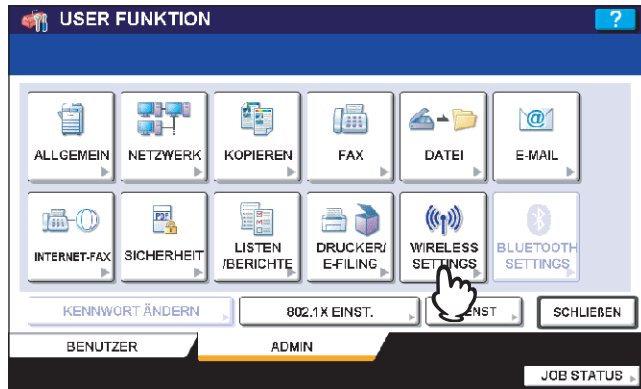 USER FUNKTION
?
ALLGEMEIN
NETZWERK
KOPIEREN
FAX
DATEI
E-MAIL
@
PDF
INTERNET-FAX
SICHERHEIT
LISTEN
/BERICHTE
DRUCKER/
E-FILING
WIRELESS
SETTINGS
BLUETOOTH
SETTINGS
KENNWORT ÄNDERN
802.1X EINST.
SCHLIEßEN
BENUTZER
ADMIN
JOB STATUS